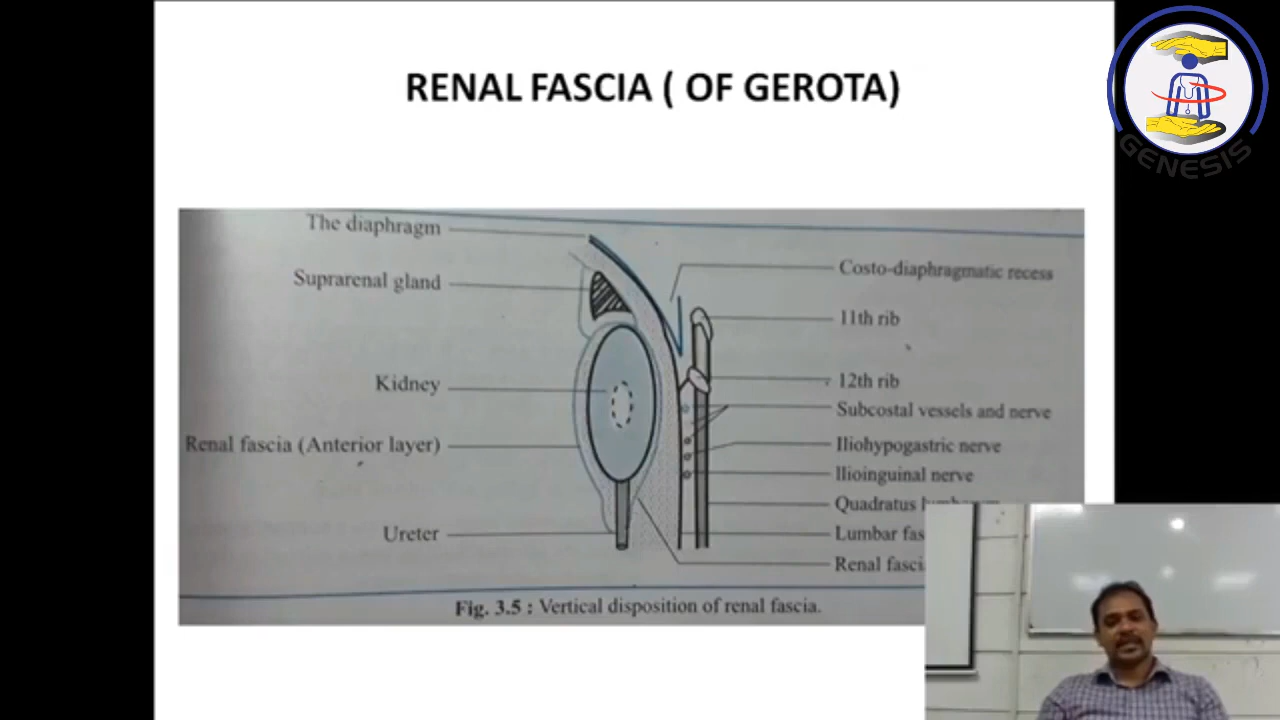 RENAL FASCIA ( OF GEROTA)
GENESIS
The diaphragm
Suprarenal gland
Kidney
Renal fascia (Anterior layer)
Ureter
Costo-diaphragmatic recess
11th rib
12th rib
Subcostal vessels and nerve
Iliohypogastric nerve
Ilioinguinal nerve
Quadratus
Lumbar fas
Renal fasci
Fig. 3.5 : Vertical disposition of renal fascia.